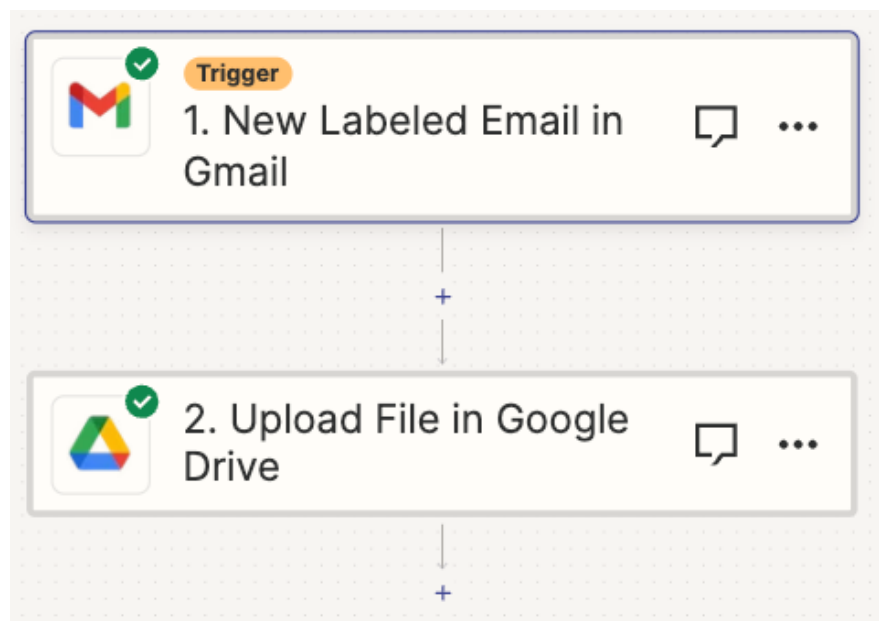 Trigger
1. New Labeled Email in
Gmail
2. Upload File in Google
Drive